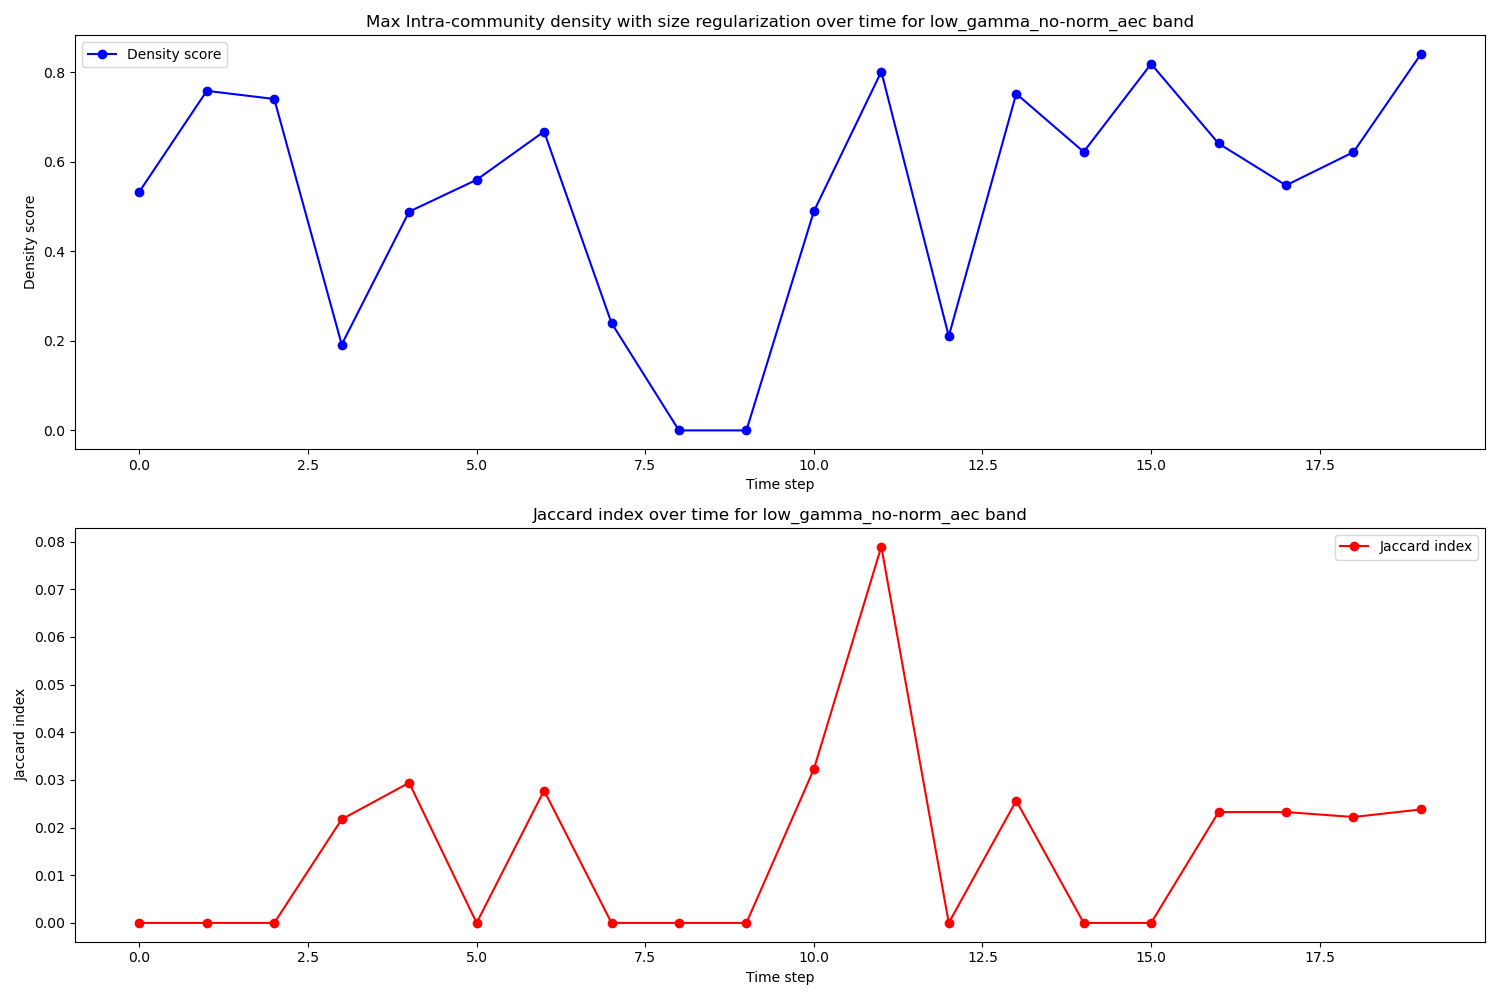 Max Intra-community density with size regularization over time for low_gamma_no-norm_aec band
Density score
Density score
0.8
0.6
0.4
0.2
0.0
0.0 2.5 5.0 7.5 10.0 12.5 15.0 17.5
Time step
Jaccard index over time for low_gamma_no-norm_aec band
Jaccard index
Jaccard index
0.08
0.07
0.06
0.05
0.04
0.03
0.02
0.01
0.00
0.0 2.5 5.0 7.5 10.0 12.5 15.0 17.5
Time step